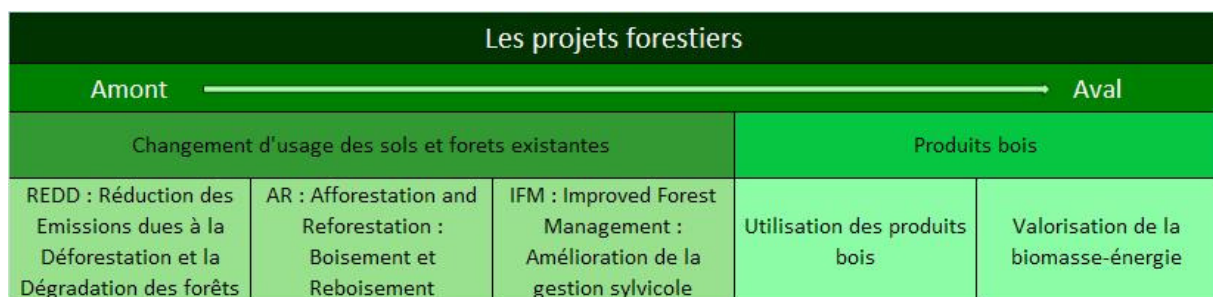 Les projets forestiers
Amont Aval
Changement d'usage des sols et forets existantes
Produits bois
REDD : Réduction des
Emissions dues à la
Déforestation et la
Dégradation des forêts
AR : Afforestation and
Reforestation :
Boisement et
Reboisement
IFM : Improved Forest
Management :
Amélioration de la
gestion sylvicole
Utilisation des produits
bois
Valorisation de la
biomasse-énergie